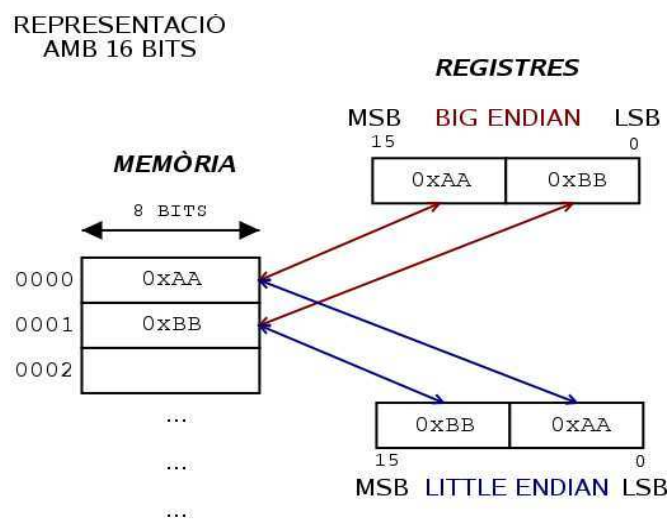 REPRESENTACIÓ
AMB 16 BITS
REGISTRES
MSB BIG ENDIAN LSB
15 0
0xAA 0xBB
MEMÒRIA
8 BITS
0000 0xAA
0001 0xBB
0002
...
...
...
0xBB 0xAA
15 0
MSB LITTLE ENDIAN LSB